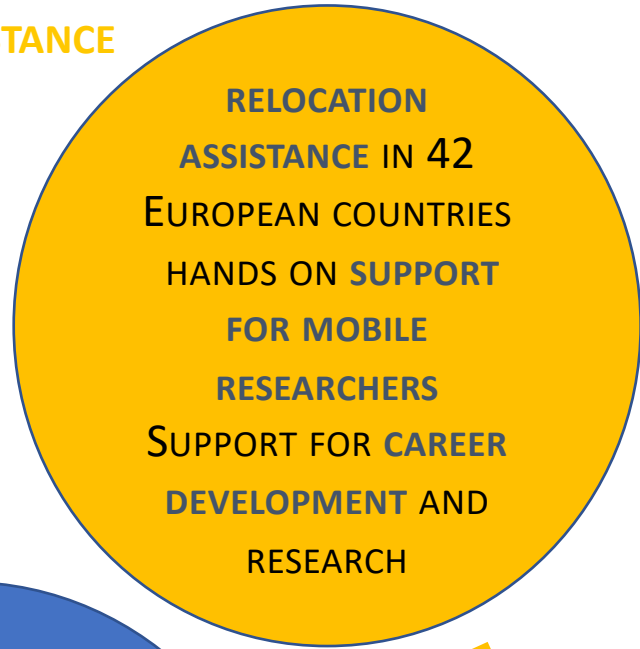 TANCE
RELOCATION
ASSISTANCE IN 42
EUROPEAN COUNTRIES
HANDS ON SUPPORT
FOR MOBILE
RESEARCHERS
SUPPORT FOR CAREER
DEVELOPMENT AND
RESEARCH